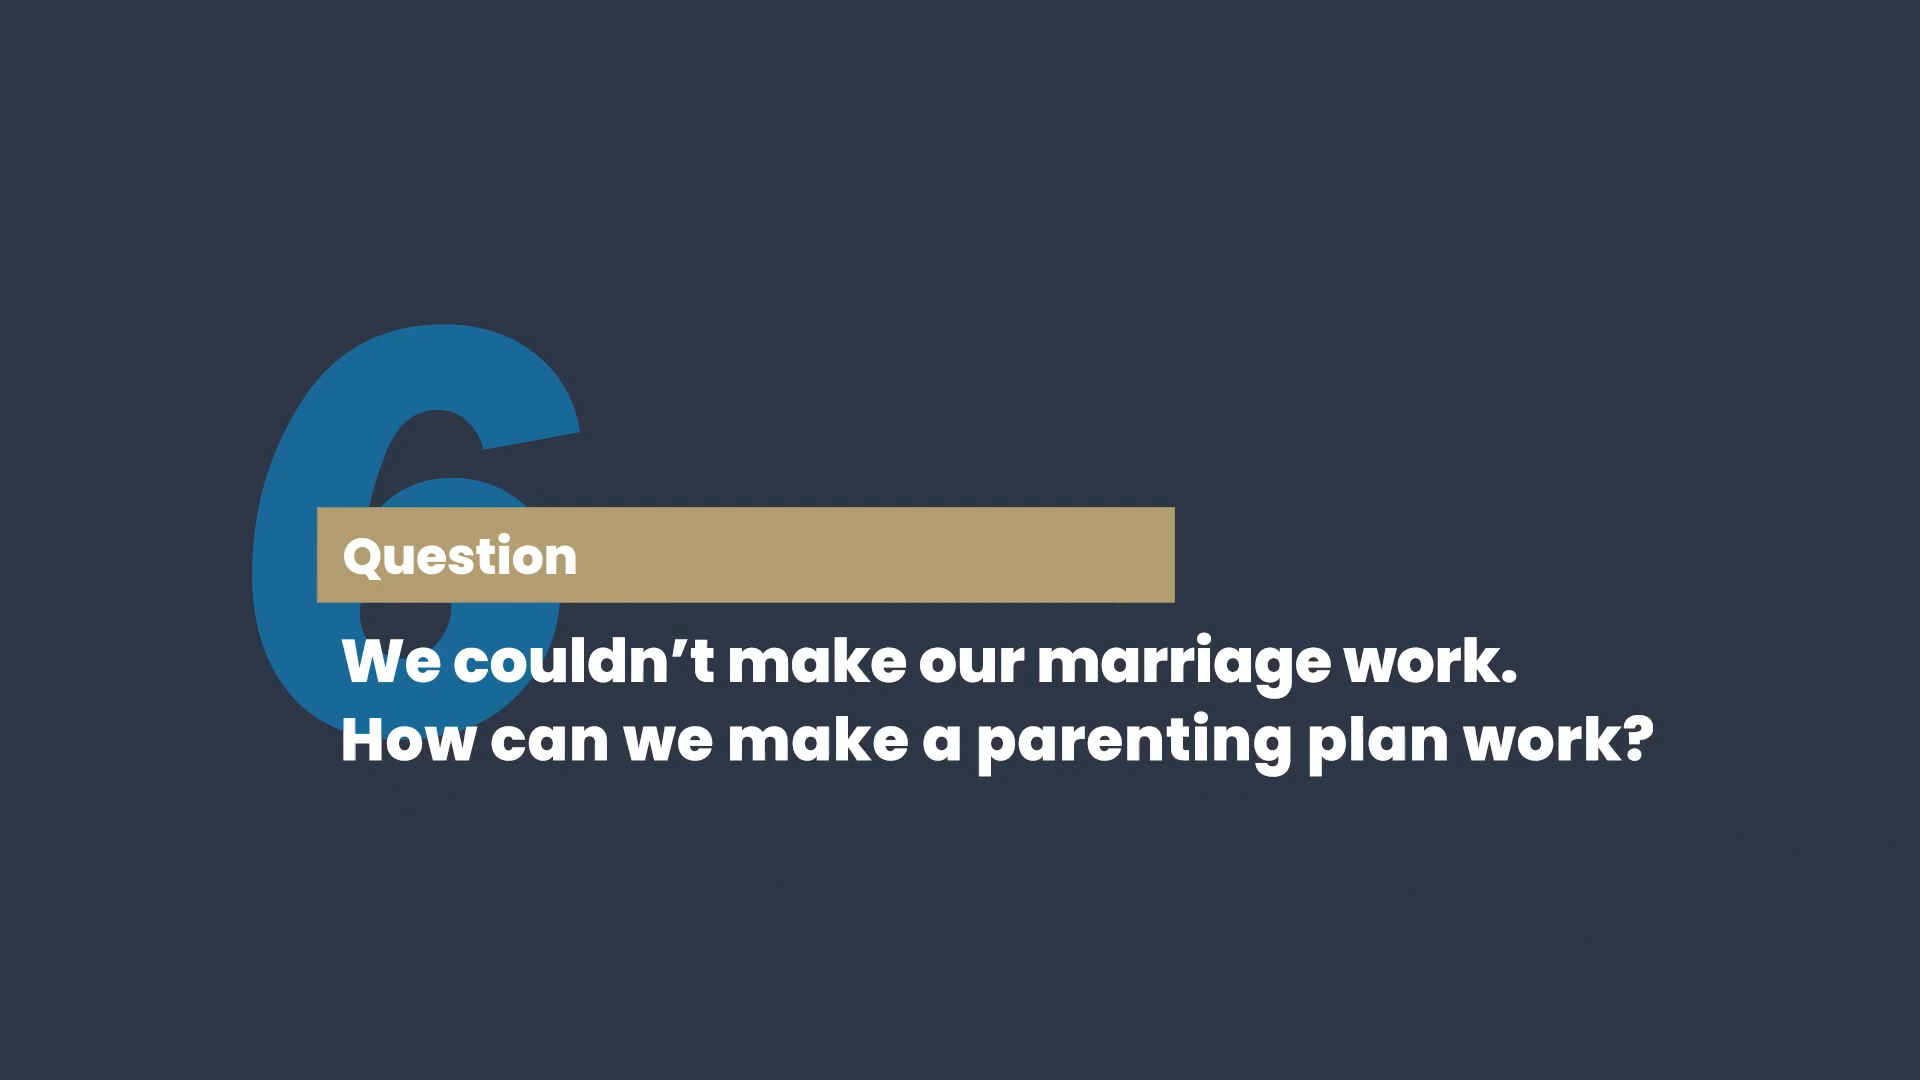 6
Question
We couldn’t make our marriage work.
How can we make a parenting plan work?